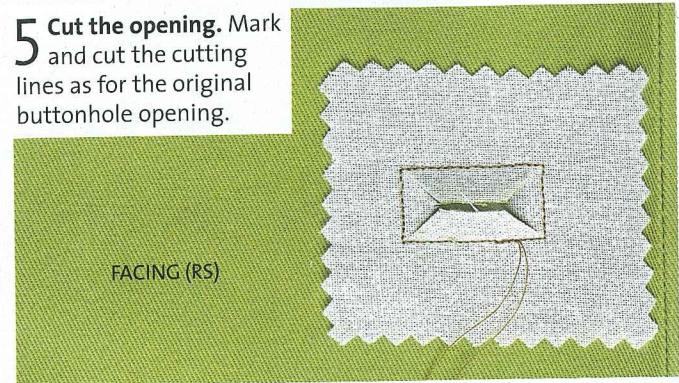 5 Cut the opening. Mark
and cut the cutting
lines as for the original
buttonhole opening.
FACING (RS)